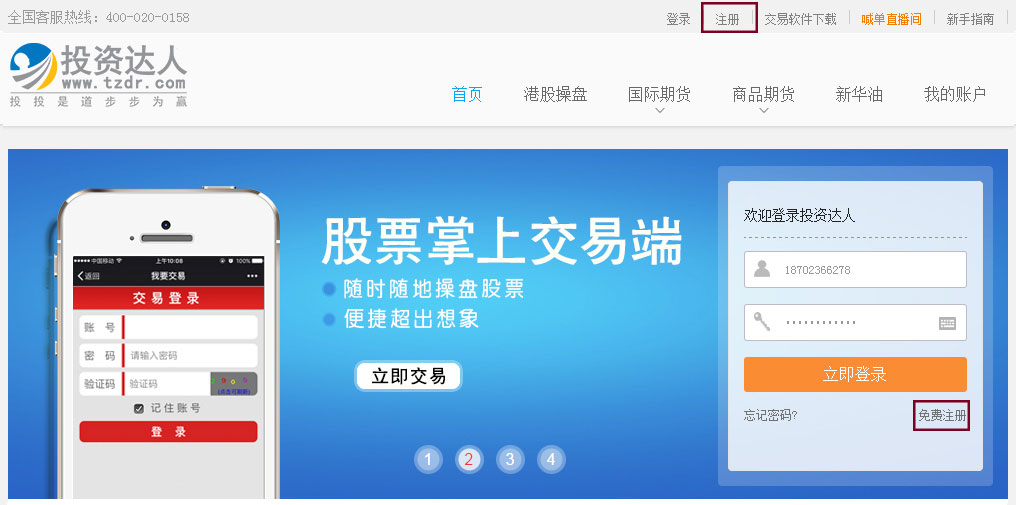 全国客服热线：400-020-0158
登录 注册 交易软件下载 喊单直播间 新手指南
投资达人
www.tzdr.com
投投是道步步为赢
首页 港股操盘 国际期货 商品期货 新华油 我的账户
中国移动 上午10:08
返回 我要交易
交易登录
账 号
密 码 请输入密码
验证码 验证码
记住账号
登 录
股票掌上交易端
随时随地操盘股票
便捷超出想象
立即交易
1 2 3 4
欢迎登录投资达人
18702366278
············
立即登录
忘记密码? 免费注册